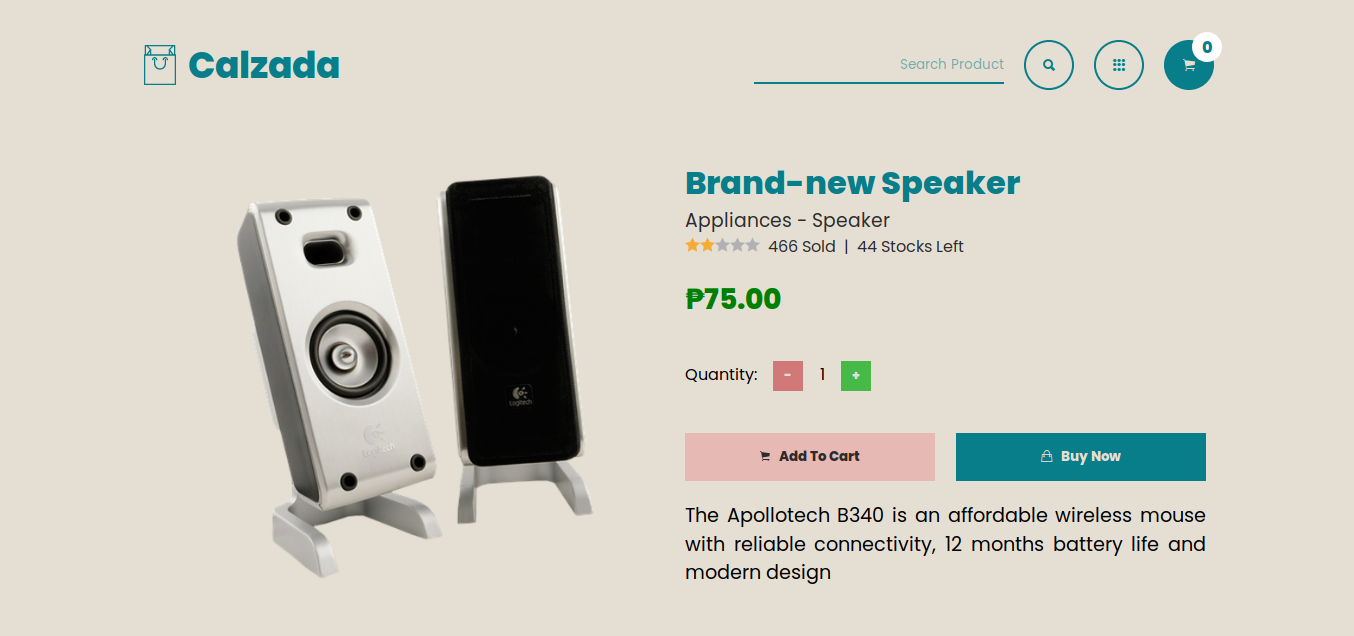 Calzada
Search Product
0
Brand-new Speaker
Appliances - Speaker
466 Sold | 44 Stocks Left
₱75.00
Quantity: - 1 +
Add To Cart
Buy Now
The Apollotech B340 is an affordable wireless mouse
with reliable connectivity, 12 months battery life and
modern design
Logitech
Logitech